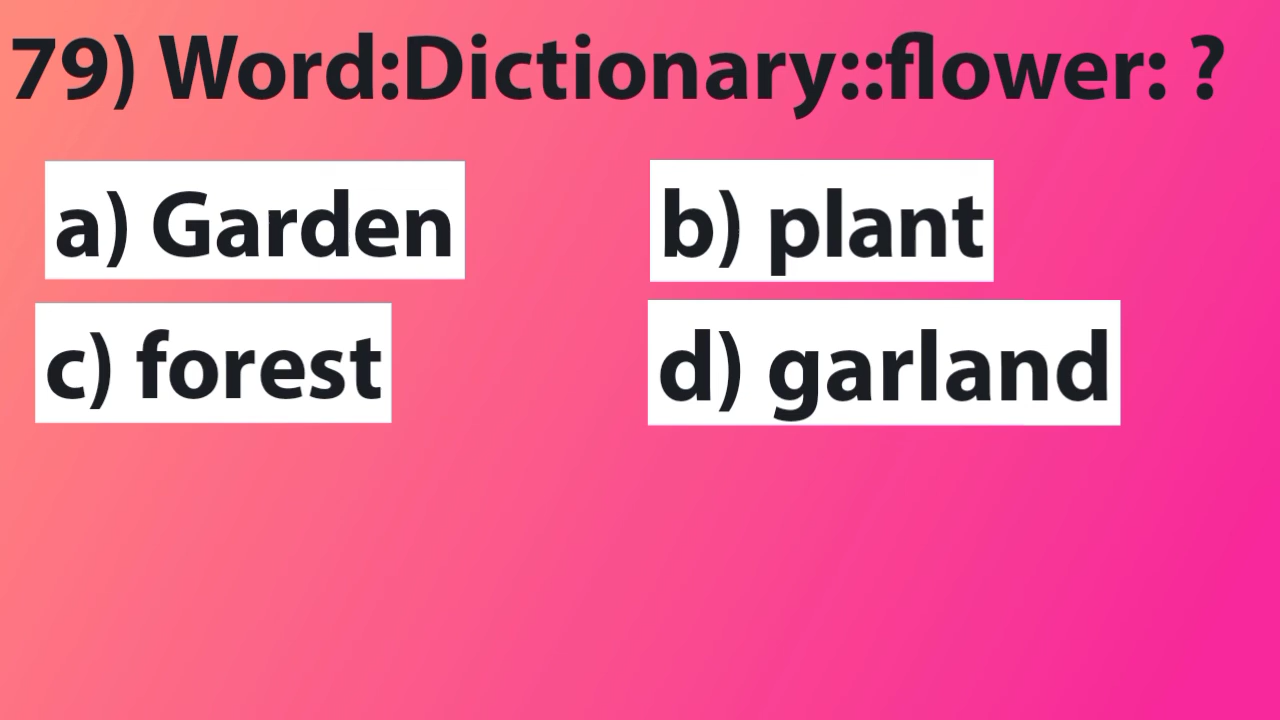 79) Word:Dictionary::flower: ?
a) Garden
b) plant
c) forest
d) garland